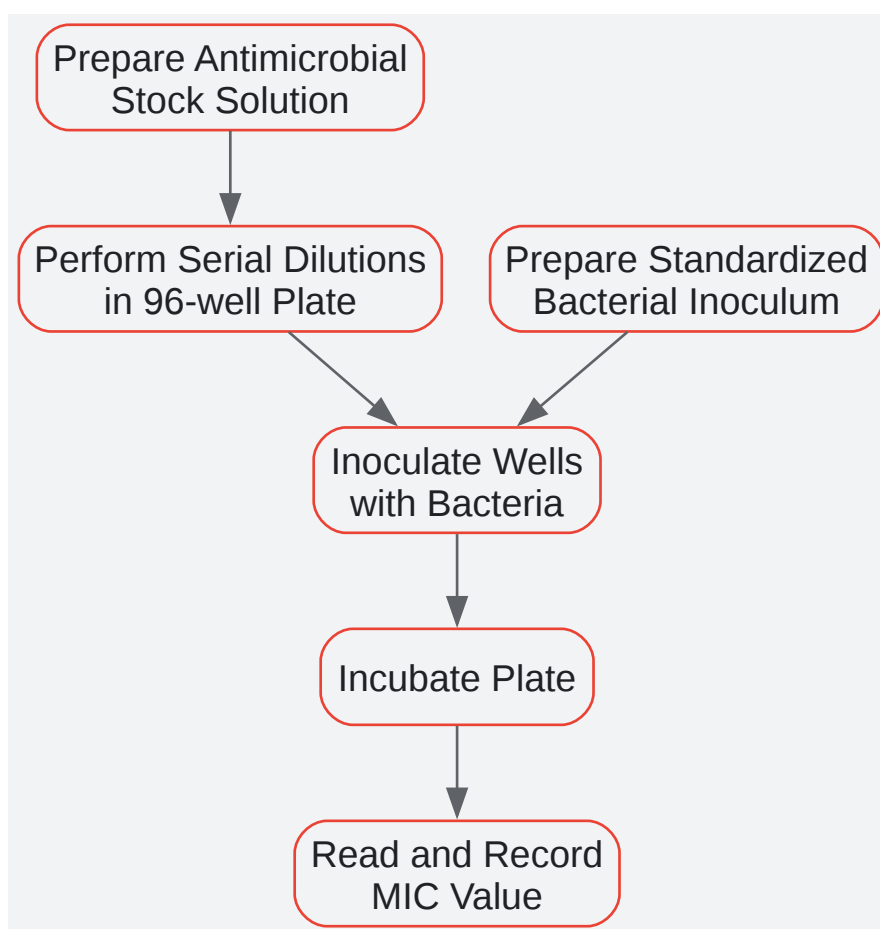 Prepare Antimicrobial
Stock Solution
Perform Serial Dilutions
in 96-well Plate
Prepare Standardized
Bacterial Inoculum
Inoculate Wells
with Bacteria
Incubate Plate
Read and Record
MIC Value